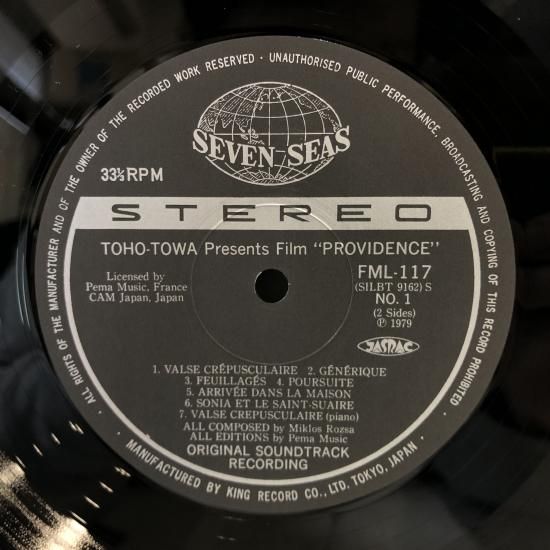 ALL RIGHTS OF THE MANUFACTURER AND OF THE OWNER OF THE RECORDED WORK RESERVED · UNAUTHORISED PUBLIC PERFORMANCE, BROADCASTING AND COPYING OF THIS RECORD PROHIBITED
SEVEN SEAS
33⅓RPM
STEREO
TOHO-TOWA Presents Film "PROVIDENCE"
Licensed by
Pema Music, France
CAM Japan, Japan
FML-117
(SILBT 9162) S
NO. 1
(2 Sides)
Ⓟ 1979
JASRAC
1. VALSE CRÉPUSCULAIRE 2. GÉNÉRIQUE
3. FEUILLAGÉS 4. POURSUITE
5. ARRIVÉE DANS LA MAISON
6. SONIA ET LE SAINT-SUAIRE
7. VALSE CREPUSCULAIRE (piano)
ALL COMPOSED by Miklos Rozsa
ALL EDITIONS by Pema Music
ORIGINAL SOUNDTRACK
RECORDING
· MANUFACTURED BY KING RECORD CO., LTD. TOKYO, JAPAN ·